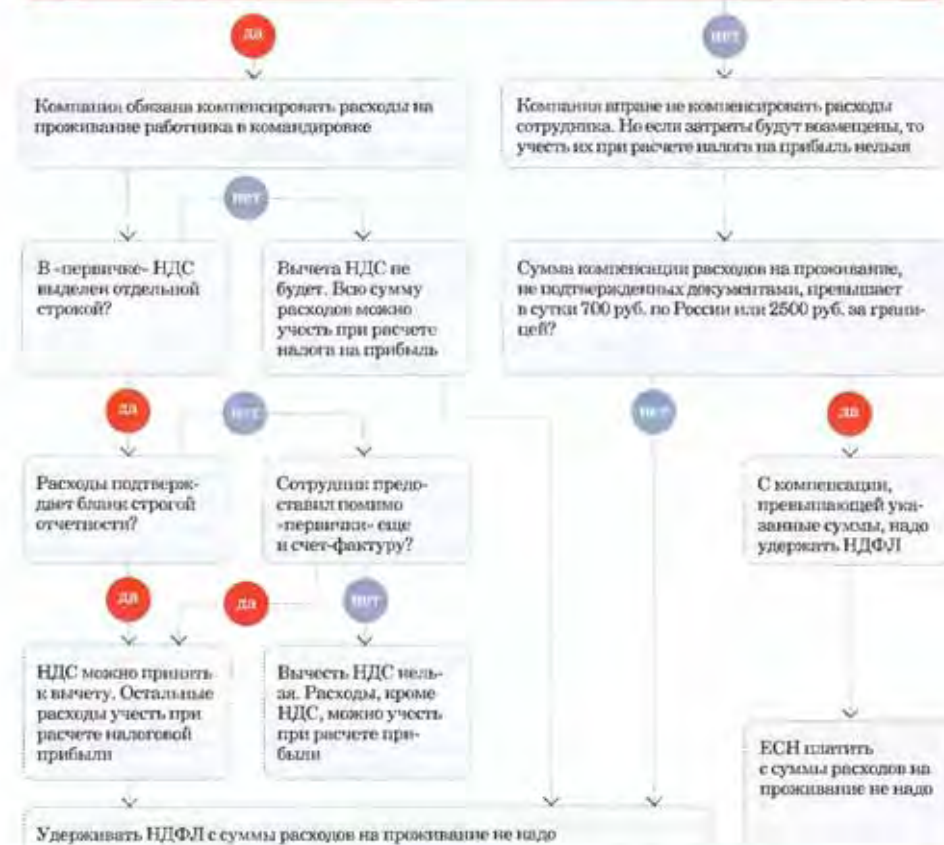 да
нет
Компания обязана компенсировать расходы на
проживание работника в командировке
Компания вправе не компенсировать расходы
сотрудника. Но если затраты будут возмещены, то
учесть их при расчете налога на прибыль нельзя
нет
В «первичке» НДС
выделен отдельной
строкой?
Вычета НДС не
будет. Всю сумму
расходов можно
учесть при расчете
налога на прибыль
Сумма компенсации расходов на проживание,
не подтвержденных документами, превышает
в сутки 700 руб. по России или 2500 руб. за грани-
цей?
да
нет
нет
да
Расходы подтверж-
дает бланк строгой
отчетности?
Сотрудник предо-
ставил помимо
«первички» еще
и счет-фактуру?
С компенсации,
превышающей ука-
занные суммы, надо
удержать НДФЛ
да
да
нет
НДС можно принять
к вычету. Остальные
расходы учесть при
расчете налоговой
прибыли
Вычесть НДС нель-
зя. Расходы, кроме
НДС, можно учесть
при расчете при-
были
ЕСН платить
с суммы расходов на
проживание не надо
Удерживать НДФЛ с суммы расходов на проживание не надо